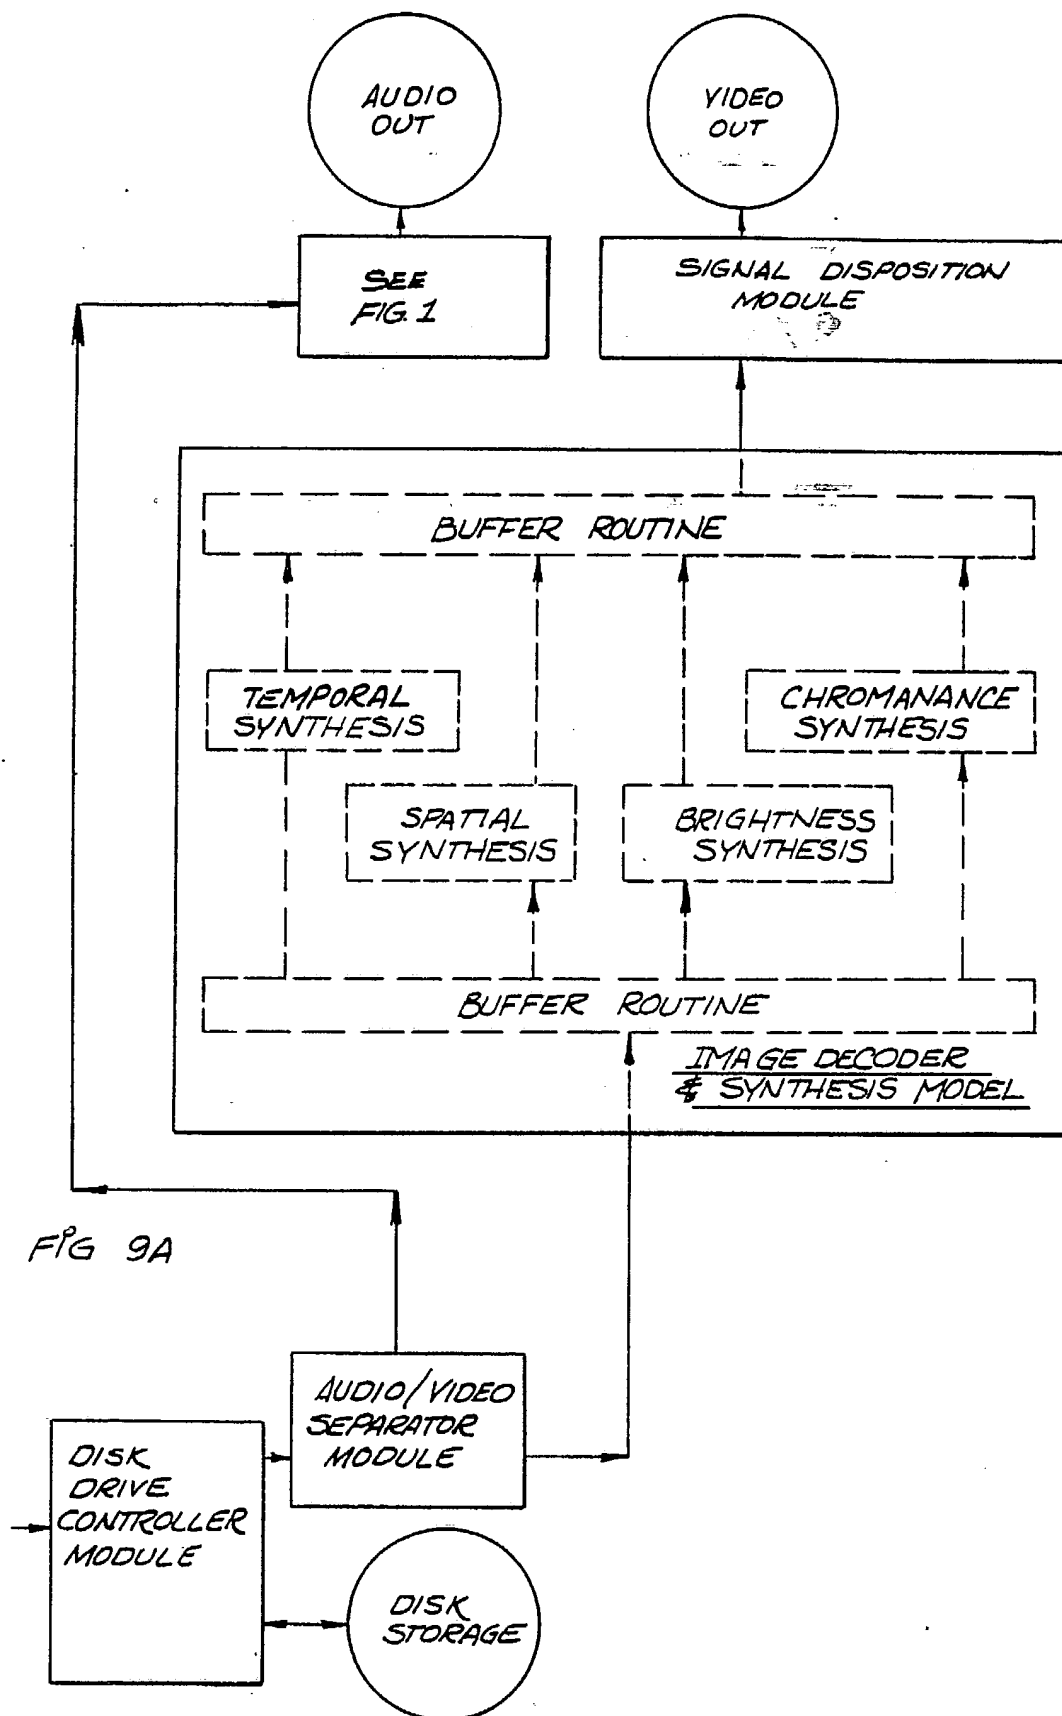 AUDIO
OUT
VIDEO
OUT
SEE
FIG. 1
SIGNAL DISPOSITION
MODULE
BUFFER ROUTINE
TEMPORAL
SYNTHESIS
CHROMANANCE
SYNTHESIS
SPATIAL
SYNTHESIS
BRIGHTNESS
SYNTHESIS
BUFFER ROUTINE
IMAGE DECODER
& SYNTHESIS MODEL
FIG 9A
AUDIO/VIDEO
SEPARATOR
MODULE
DISK
DRIVE
CONTROLLER
MODULE
DISK
STORAGE